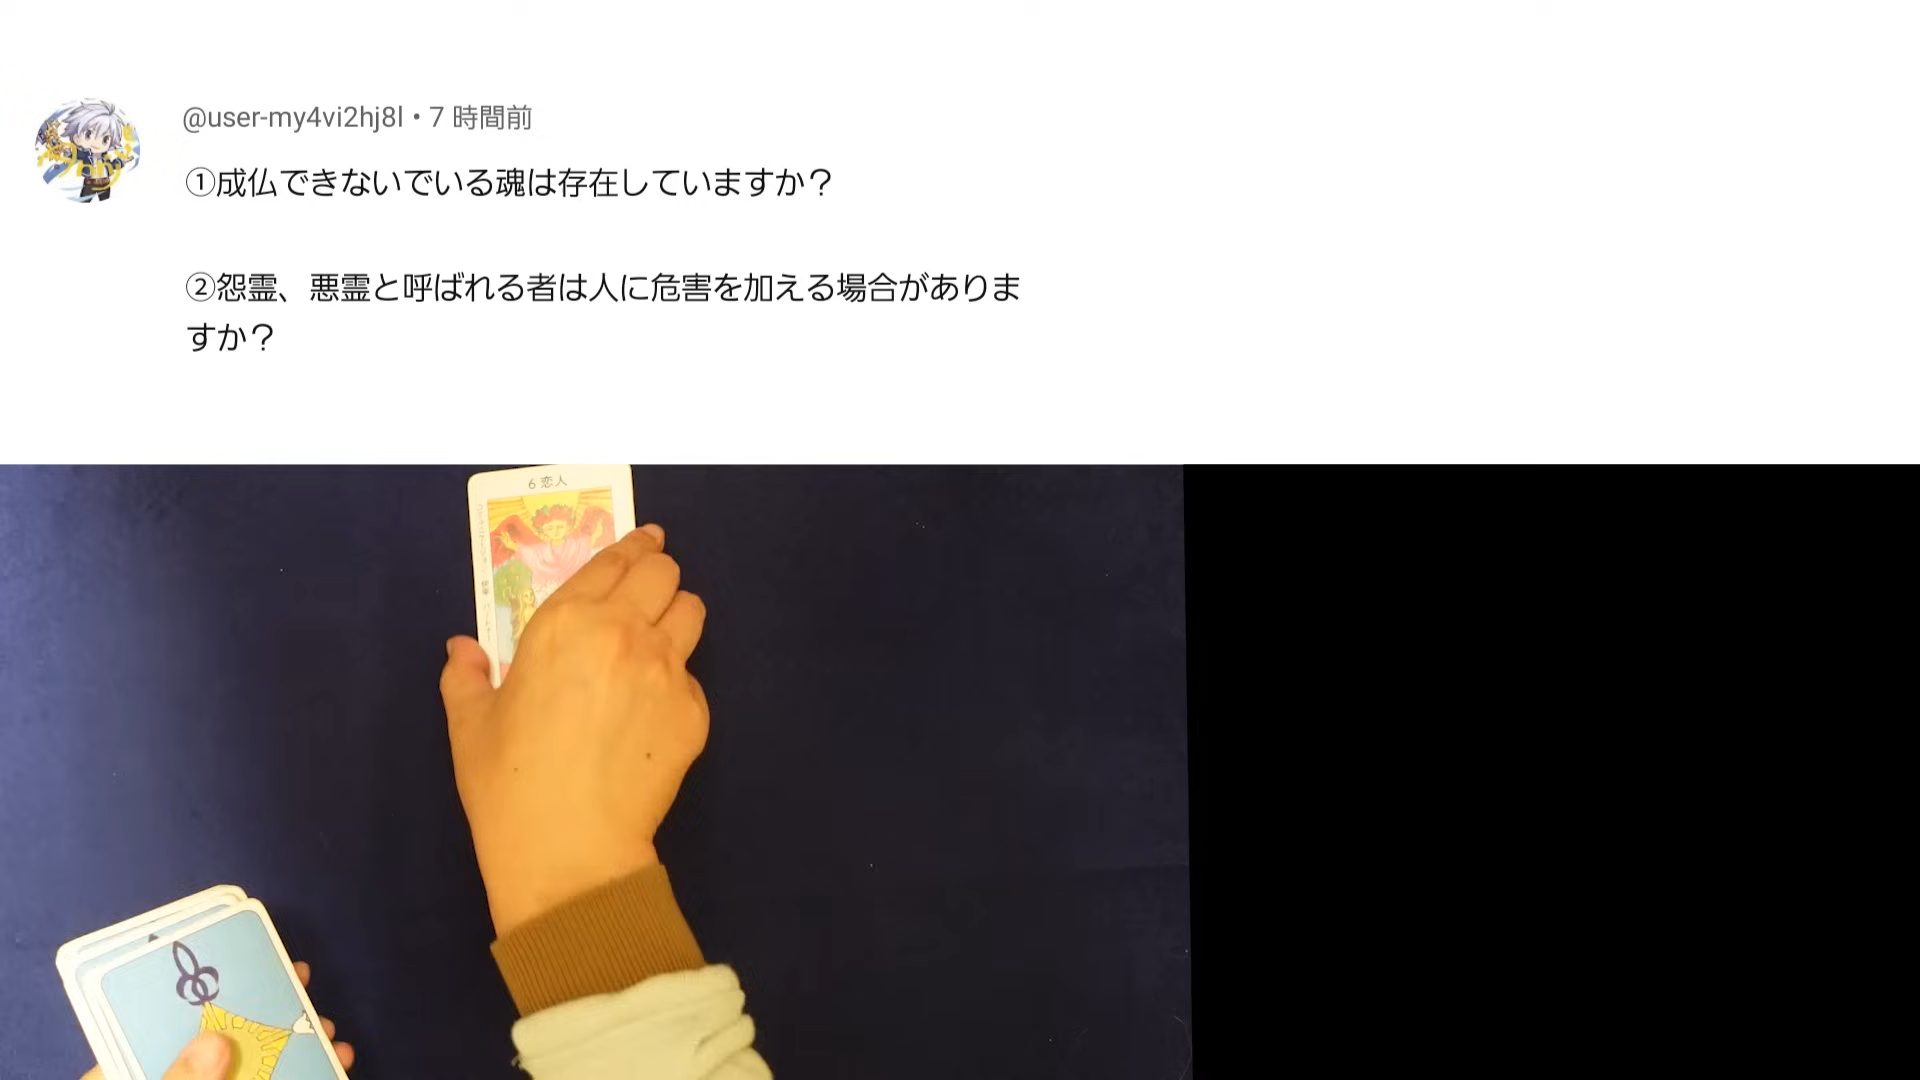 @user-my4vi2hj8l • 7 時間前
①成仏できないでいる魂は存在していますか？
②怨霊、悪霊と呼ばれる者は人に危害を加える場合がありま
すか？
6 恋人